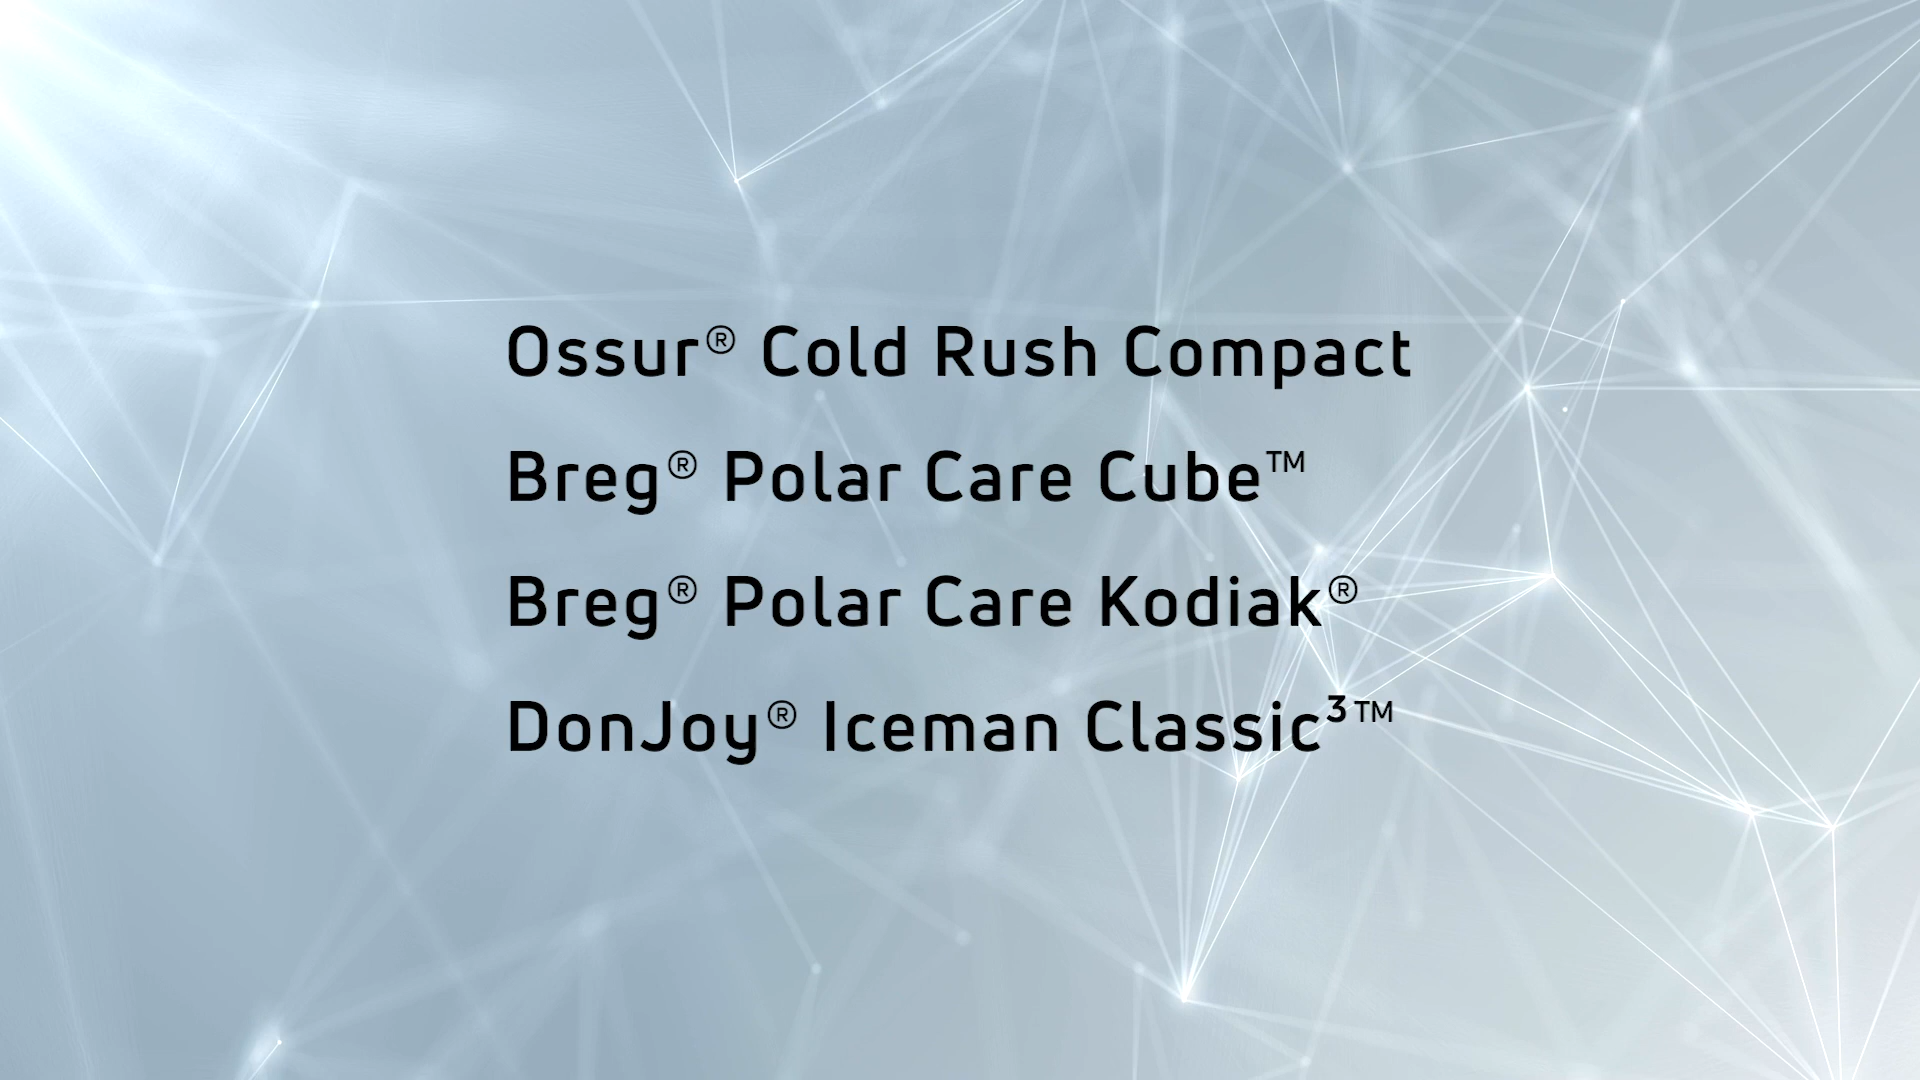 Ossur® Cold Rush Compact
Breg® Polar Care Cube™
Breg® Polar Care Kodiak®
DonJoy® Iceman Classic³™